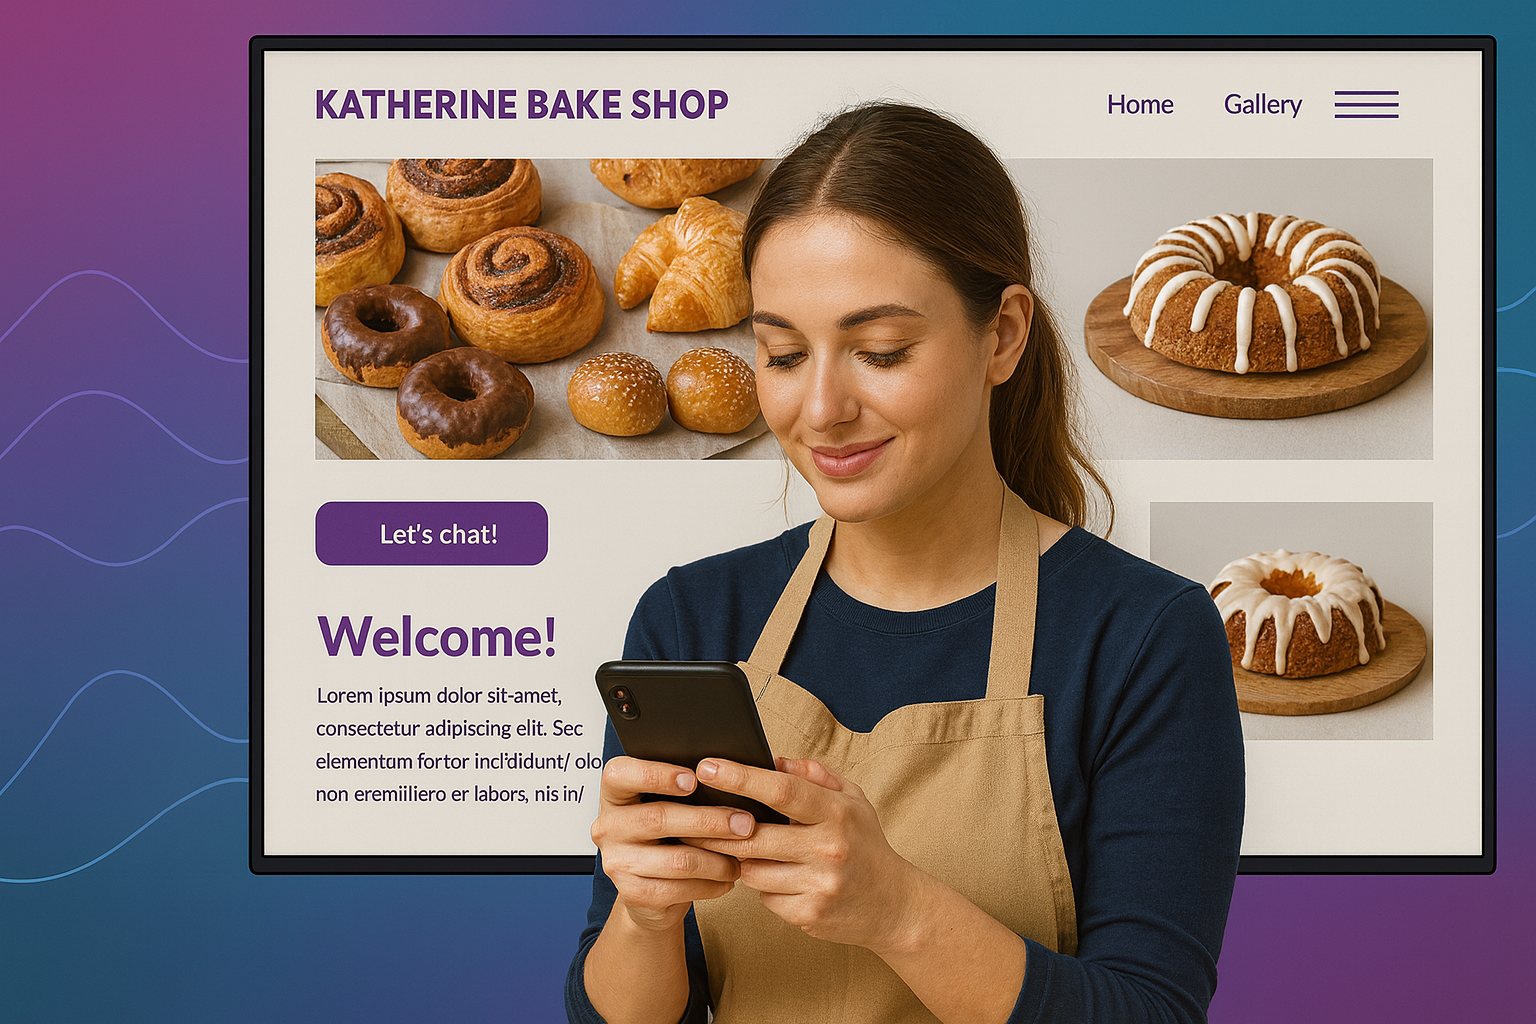 KATHERINE BAKE SHOP
Home Gallery
Let's chat!
Welcome!
Lorem ipsum dolor sit-amet,
consectetur adipiscing elit. Sec
elementum fortor incl'didunt/ olo
non eremiiliero er labors, nis in/